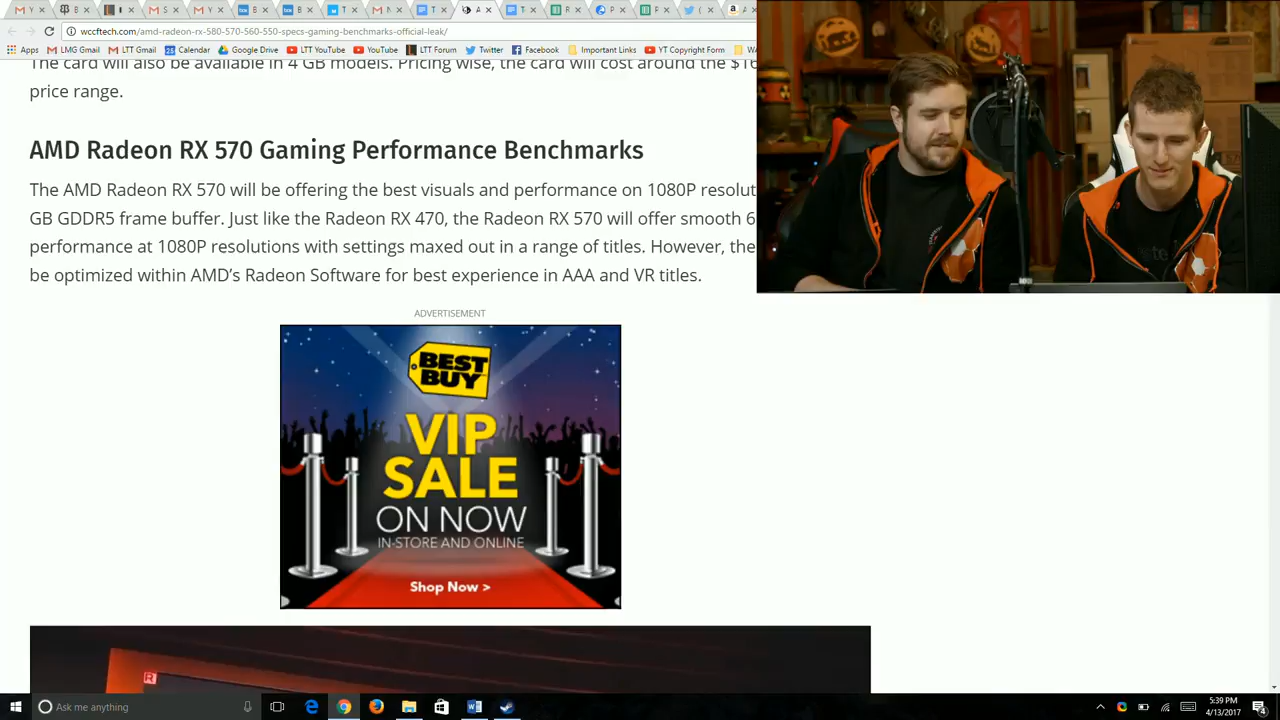 wccftech.com/amd-radeon-rx-580-570-560-550-specs-gaming-benchmarks-official-leak/
Apps LMG Gmail LTT Gmail Calendar Google Drive LTT YouTube YouTube LTT Forum Twitter Facebook Important Links YT Copyright Form
The card will also be available in 4 GB models. Pricing wise, the card will cost around the $16
price range.
AMD Radeon RX 570 Gaming Performance Benchmarks
The AMD Radeon RX 570 will be offering the best visuals and performance on 1080P resolut
GB GDDR5 frame buffer. Just like the Radeon RX 470, the Radeon RX 570 will offer smooth 6
performance at 1080P resolutions with settings maxed out in a range of titles. However, the
be optimized within AMD's Radeon Software for best experience in AAA and VR titles.
ADVERTISEMENT
BEST
BUY
VIP
SALE
ON NOW
IN-STORE AND ONLINE
Shop Now >
R
Ask me anything
5:39 PM
4/13/2017